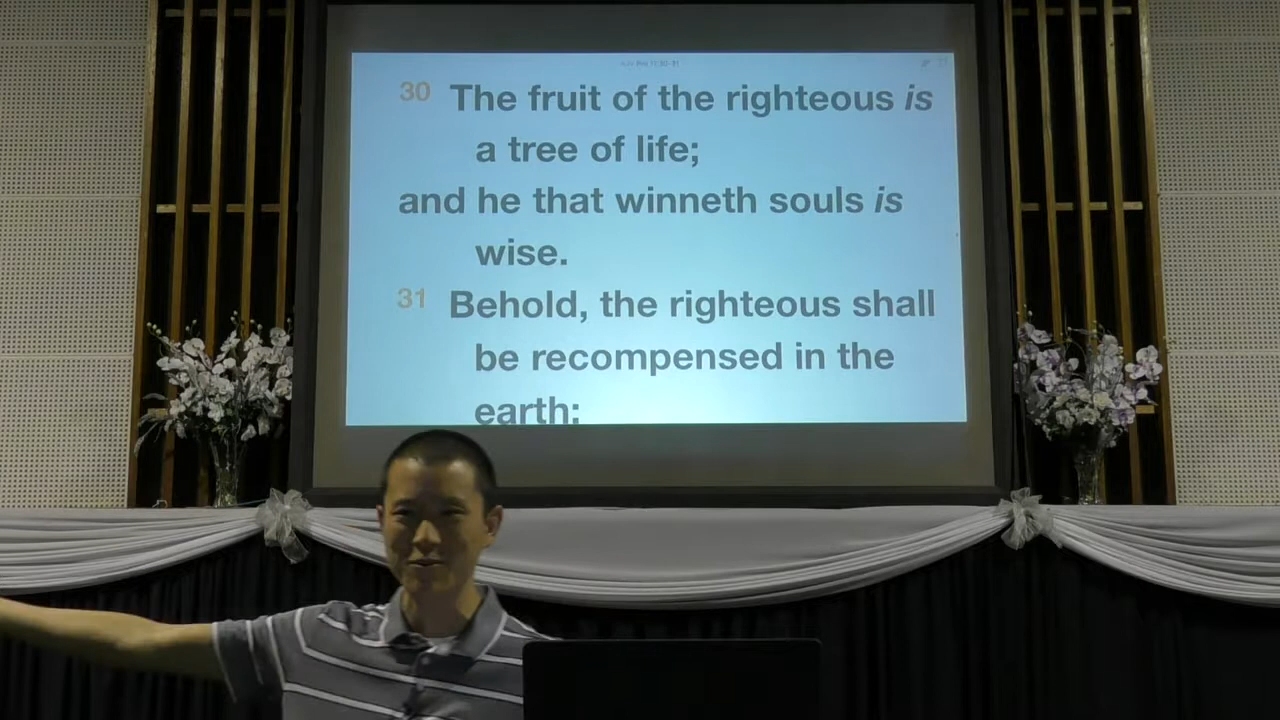 30 The fruit of the righteous is
a tree of life;
and he that winneth souls is
wise.
31 Behold, the righteous shall
be recompensed in the
earth: